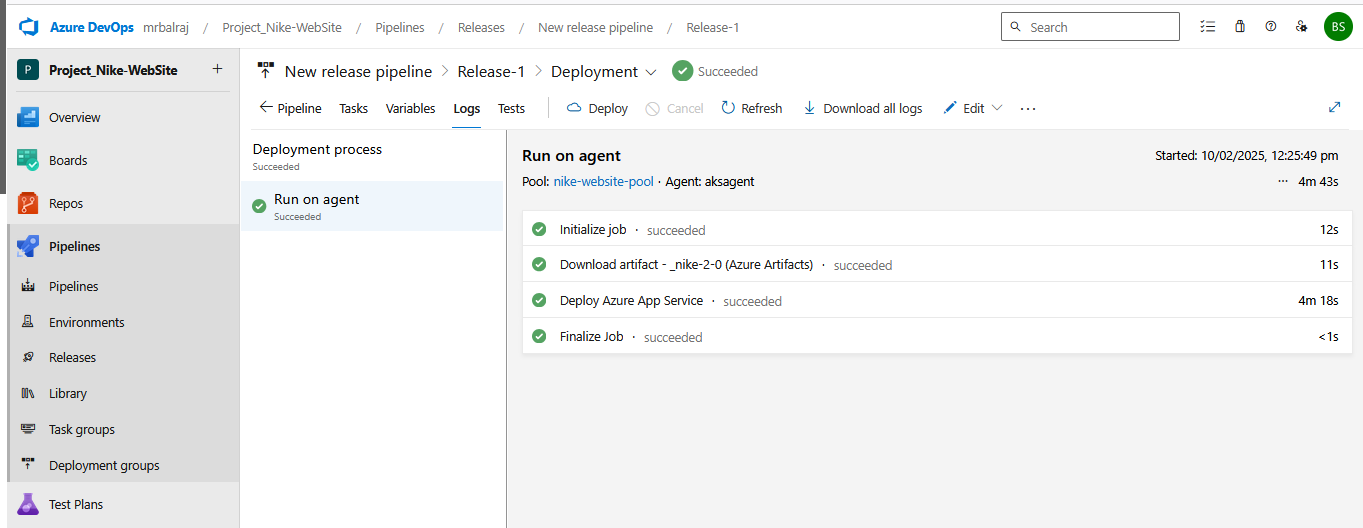 Azure DevOps mrbalraj / Project_Nike-WebSite / Pipelines / Releases / New release pipeline / Release-1 Search BS
P Project_Nike-WebSite +
New release pipeline > Release-1 > Deployment Succeeded
← Pipeline Tasks Variables Logs Tests Deploy Cancel Refresh Download all logs Edit ...
Overview
Boards
Repos
Pipelines
Pipelines
Environments
Releases
Library
Task groups
Deployment groups
Test Plans
Deployment process
Succeeded
Run on agent
Succeeded
Run on agent Started: 10/02/2025, 12:25:49 pm
Pool: nike-website-pool · Agent: aksagent ... 4m 43s
Initialize job · succeeded 12s
Download artifact - _nike-2-0 (Azure Artifacts) · succeeded 11s
Deploy Azure App Service · succeeded 4m 18s
Finalize Job · succeeded <1s